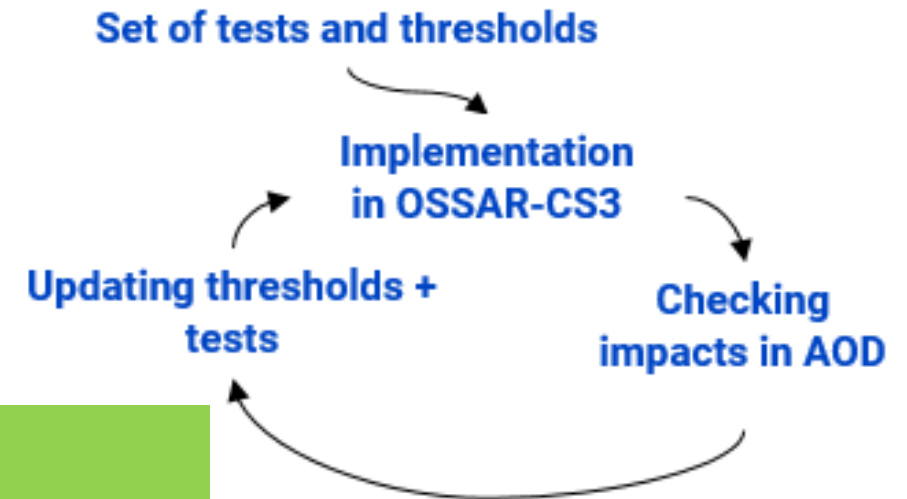 Set of tests and thresholds
Implementation
in OSSAR-CS3
Updating thresholds +
tests
Checking
impacts in AOD